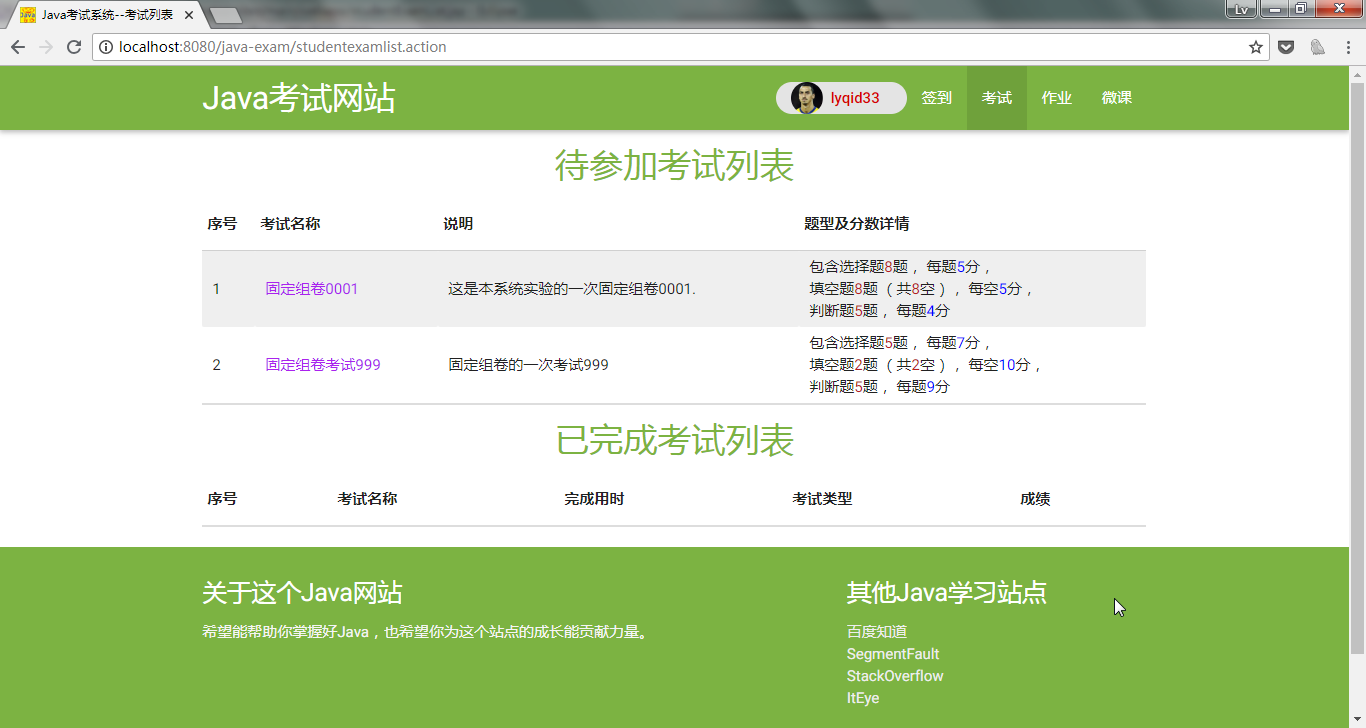 Java考试系统--考试列表
Lv
localhost:8080/java-exam/studentexamlist.action
Java考试网站
lyqid33 签到 考试 作业 微课
待参加考试列表
序号 考试名称 说明 题型及分数详情
1 固定组卷0001 这是本系统实验的一次固定组卷0001. 包含选择题8题，每题5分，
填空题8题（共8空），每空5分，
判断题5题，每题4分
2 固定组卷考试999 固定组卷的一次考试999 包含选择题5题，每题7分，
填空题2题（共2空），每空10分，
判断题5题，每题9分
已完成考试列表
序号 考试名称 完成用时 考试类型 成绩
关于这个Java网站
希望能帮助你掌握好Java，也希望你为这个站点的成长能贡献力量。
其他Java学习站点
百度知道
SegmentFault
StackOverflow
ItEye